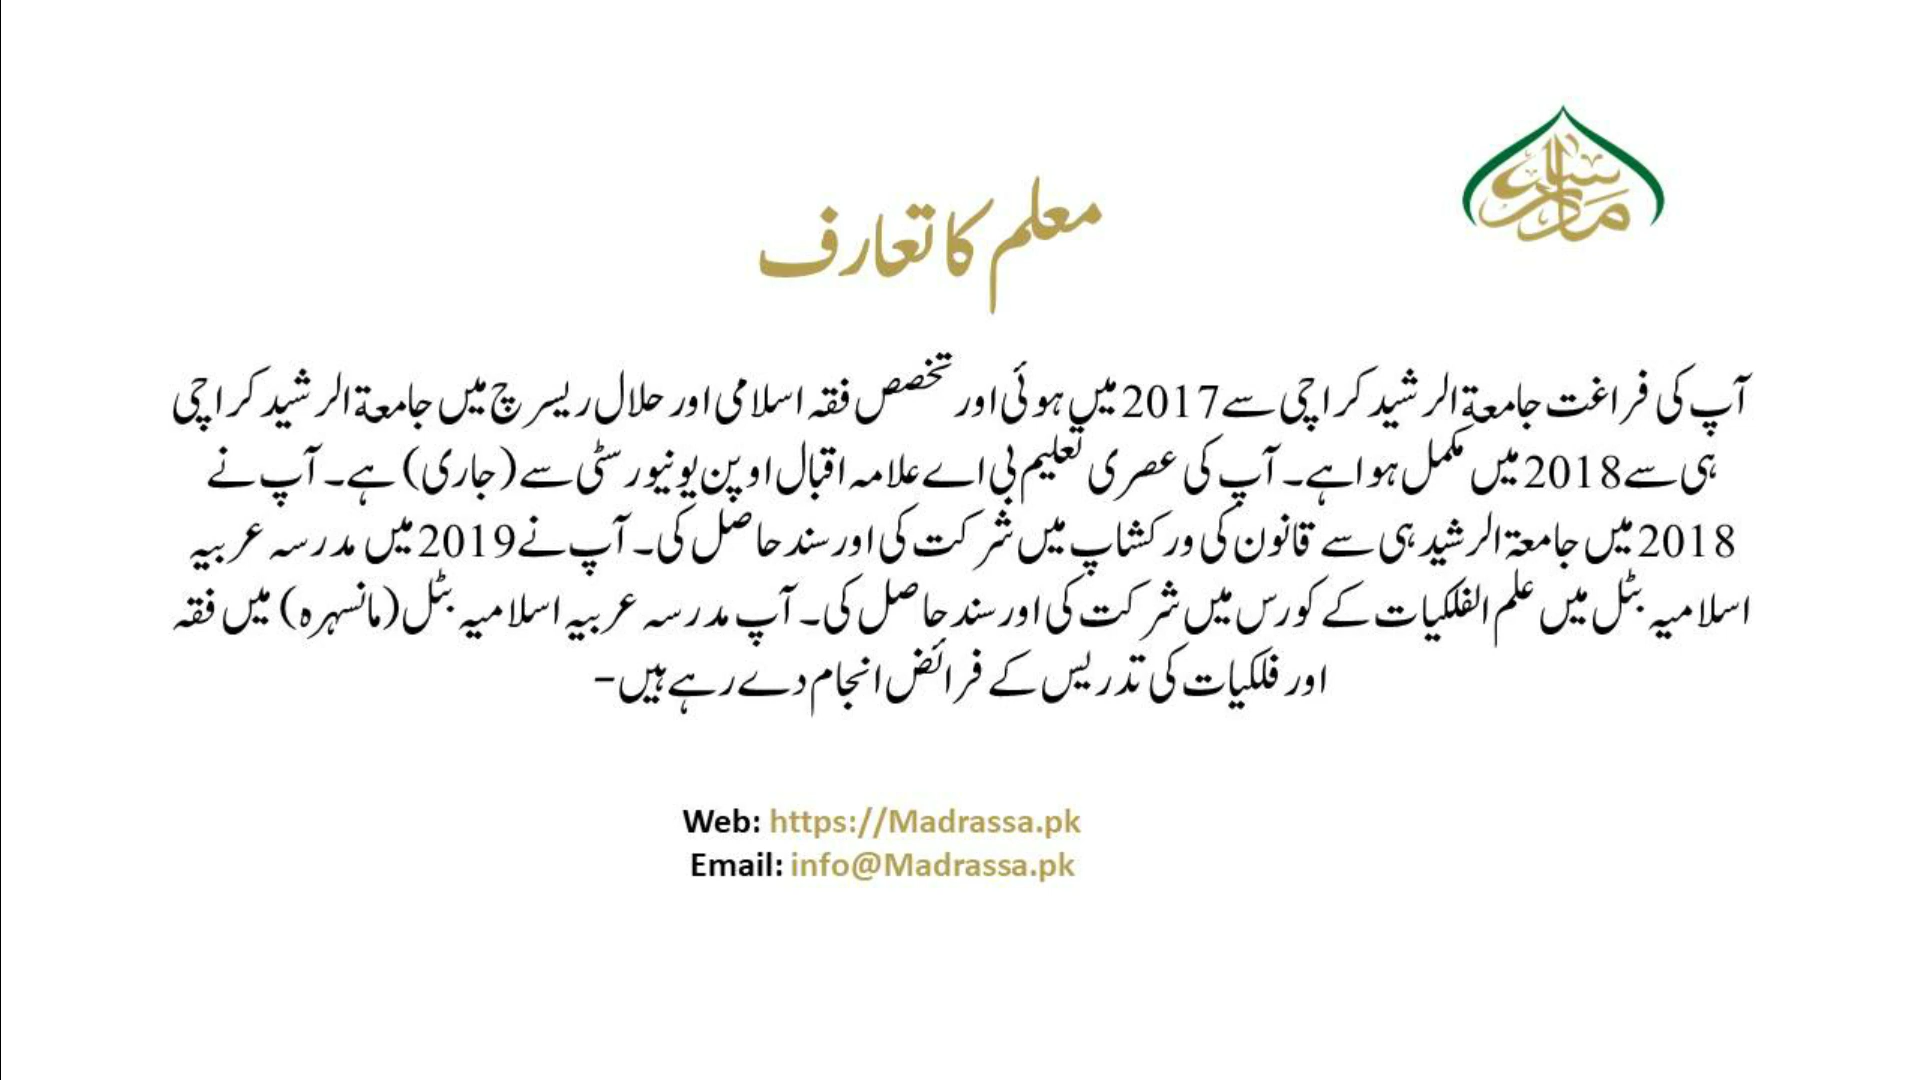 مدرسہ
معلم کا تعارف
آپ کی فراغت جامعۃ الرشید کراچی سے 2017 میں ہوئی اور تخصص فقہ اسلامی اور حلال ریسرچ میں جامعۃ الرشید کراچی
ہی سے 2018 میں مکمل ہوا ہے۔ آپ کی عصری تعلیم بی اے علامہ اقبال اوپن یونیورسٹی سے (جاری) ہے۔ آپ نے
2018 میں جامعۃ الرشید ہی سے قانون کی ورکشاپ میں شرکت کی اور سند حاصل کی۔ آپ نے 2019 میں مدرسہ عربیہ
اسلامیہ بٹل میں علم الفلکیات کے کورس میں شرکت کی اور سند حاصل کی۔ آپ مدرسہ عربیہ اسلامیہ بٹل (مانسہرہ) میں فقہ
اور فلکیات کی تدریس کے فرائض انجام دے رہے ہیں-
Web: https://Madrassa.pk
Email: info@Madrassa.pk